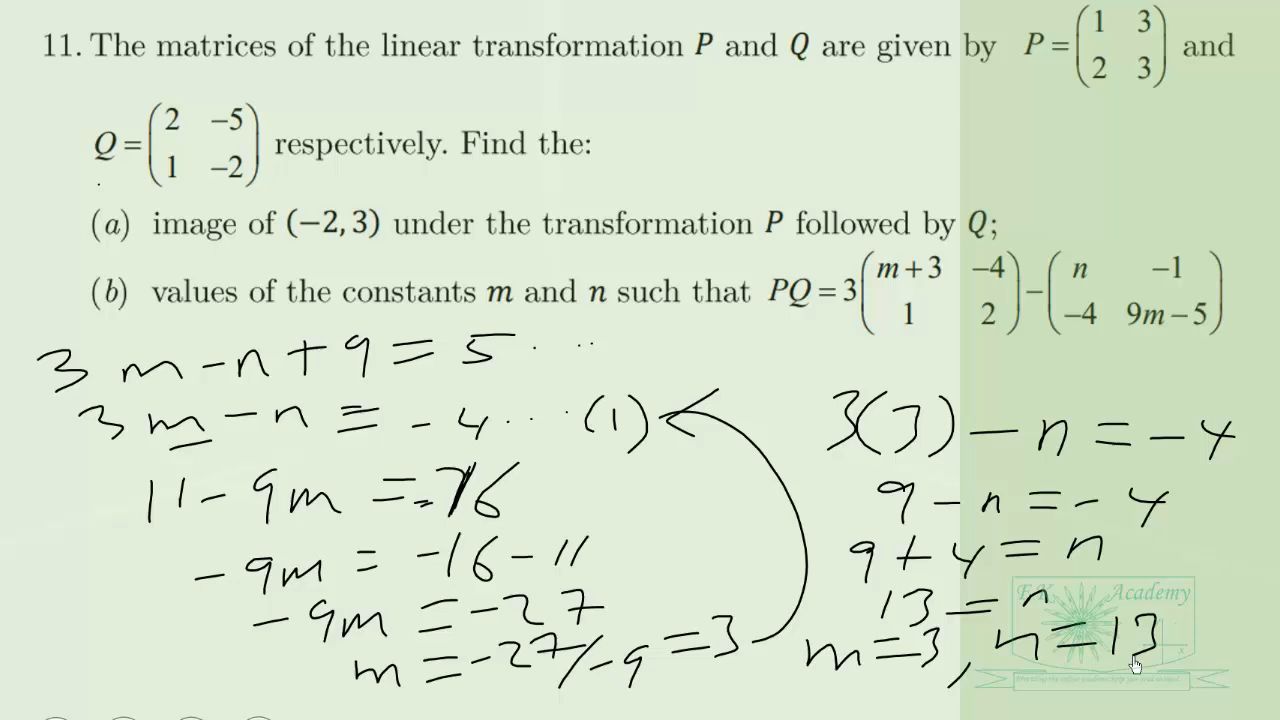 11. The matrices of the linear transformation P and Q are given by P = (1 3 and
2 3)
Q = (2 −5 respectively. Find the:
1 −2)
(a) image of (−2, 3) under the transformation P followed by Q;
(b) values of the constants m and n such that PQ = 3(m+3 −4 − (n −1
1 2) −4 9m−5)
3m − n + 9 = 5 . . .
3m − n = −4 . . . (1)
11 − 9m = −16
−9m = −16 − 11
−9m = −27
m = −27/−9 = 3
3(3) − n = −4
9 − n = −4
9 + 4 = n
13 = n
m = 3, n = 13
Academy